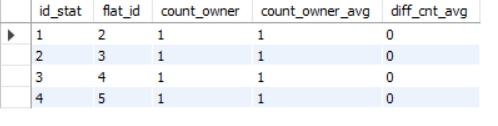 id_stat flat_id count_owner count_owner_avg diff_cnt_avg
1 2 1 1 0
2 3 1 1 0
3 4 1 1 0
4 5 1 1 0